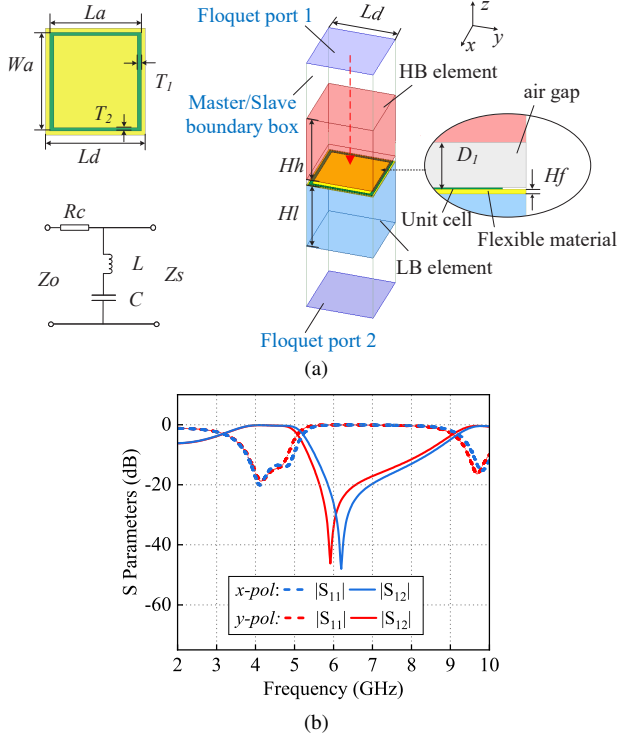 La
Wa
T1
T2
Ld
Rc
L
Zo
Zs
C
Floquet port 1
Ld
z
x
y
HB element
Master/Slave
boundary box
air gap
D1
Hh
Hf
Hl
Unit cell
Flexible material
LB element
Floquet port 2
(a)
0
-20
-40
-60
S Parameters (dB)
x-pol: |S11| |S12|
y-pol: |S11| |S12|
2 3 4 5 6 7 8 9 10
Frequency (GHz)
(b)